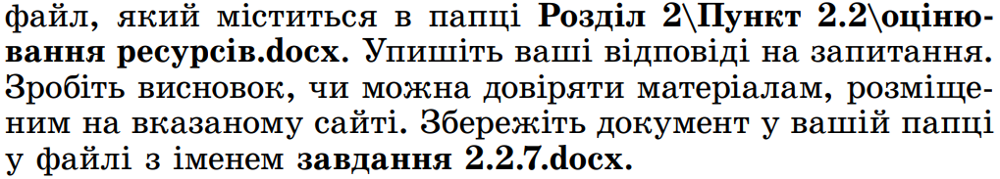 файл, який міститься в папці Розділ 2\Пункт 2.2\оціню-
вання ресурсів.docx. Упишіть ваші відповіді на запитання.
Зробіть висновок, чи можна довіряти матеріалам, розміще-
ним на вказаному сайті. Збережіть документ у вашій папці
у файлі з іменем завдання 2.2.7.docx.